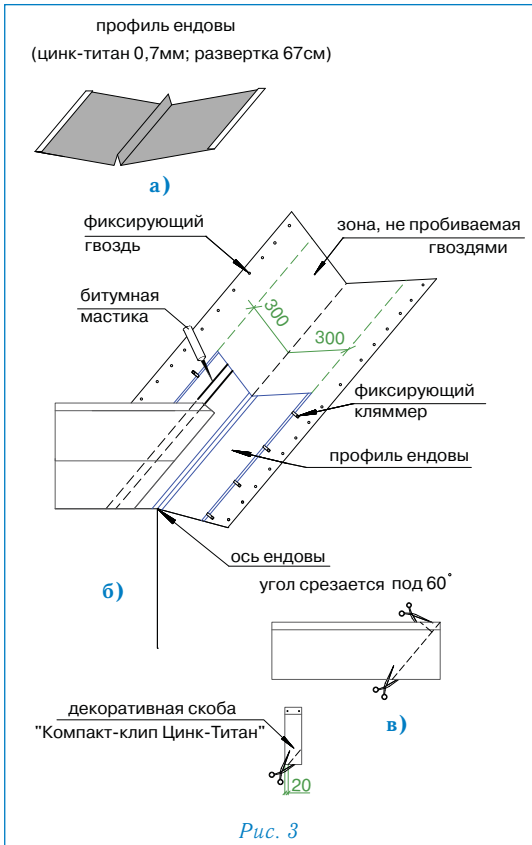 профиль ендовы
(цинк-титан 0,7мм; развертка 67см)
а)
фиксирующий
гвоздь
зона, не пробиваемая
гвоздями
битумная
мастика
300
300
фиксирующий
кляммер
профиль ендовы
ось ендовы
б)
угол срезается под 60°
в)
декоративная скоба
"Компакт-клип Цинк-Титан"
20
Рис. 3